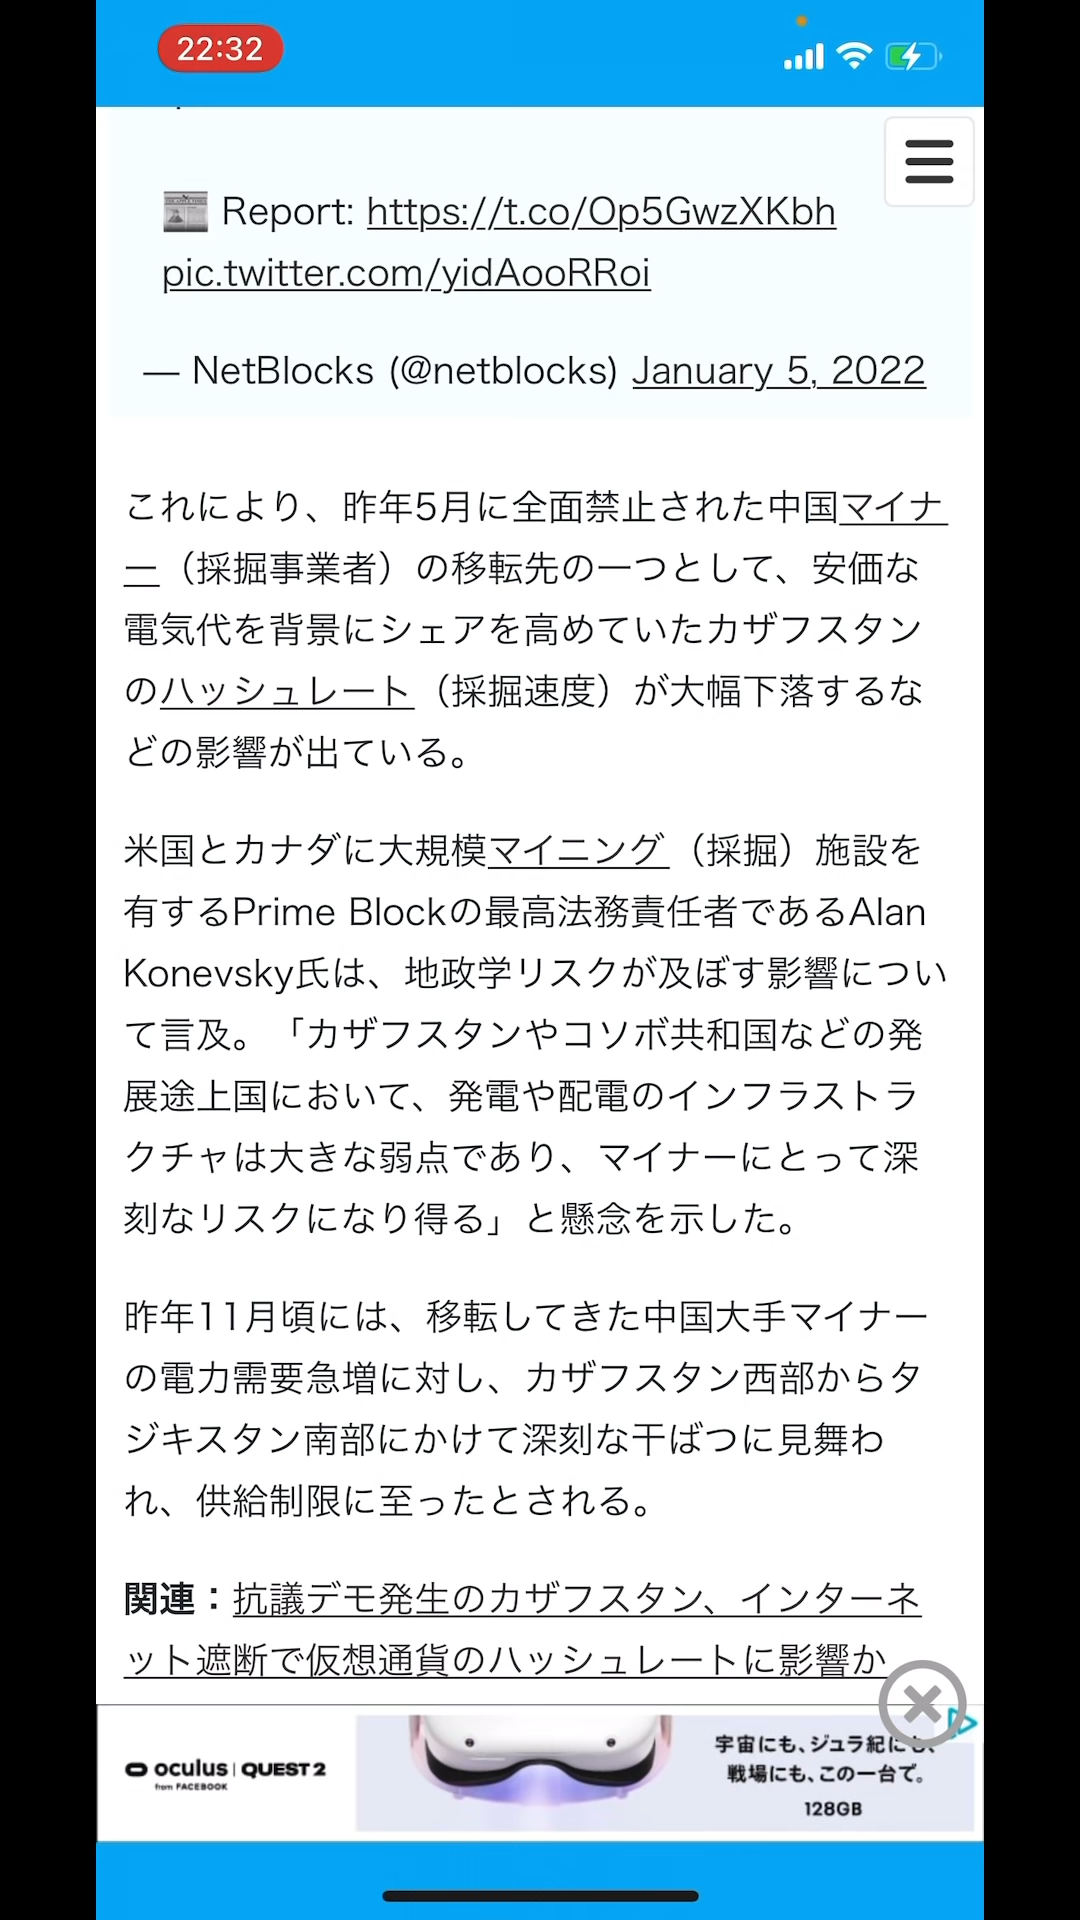 22:32
Report: https://t.co/Op5GwzXKbh
pic.twitter.com/yidAooRRoi
— NetBlocks (@netblocks) January 5, 2022
これにより、昨年5月に全面禁止された中国マイナ
ー（採掘事業者）の移転先の一つとして、安価な
電気代を背景にシェアを高めていたカザフスタン
のハッシュレート（採掘速度）が大幅下落するな
どの影響が出ている。
米国とカナダに大規模マイニング（採掘）施設を
有するPrime Blockの最高法務責任者であるAlan
Konevsky氏は、地政学リスクが及ぼす影響につい
て言及。「カザフスタンやコソボ共和国などの発
展途上国において、発電や配電のインフラストラ
クチャは大きな弱点であり、マイナーにとって深
刻なリスクになり得る」と懸念を示した。
昨年11月頃には、移転してきた中国大手マイナー
の電力需要急増に対し、カザフスタン西部からタ
ジキスタン南部にかけて深刻な干ばつに見舞わ
れ、供給制限に至ったとされる。
関連：抗議デモ発生のカザフスタン、インターネ
ット遮断で仮想通貨のハッシュレートに影響か
oculus | QUEST 2
from FACEBOOK
宇宙にも、ジュラ紀にも、
戦場にも、この一台で。
128GB